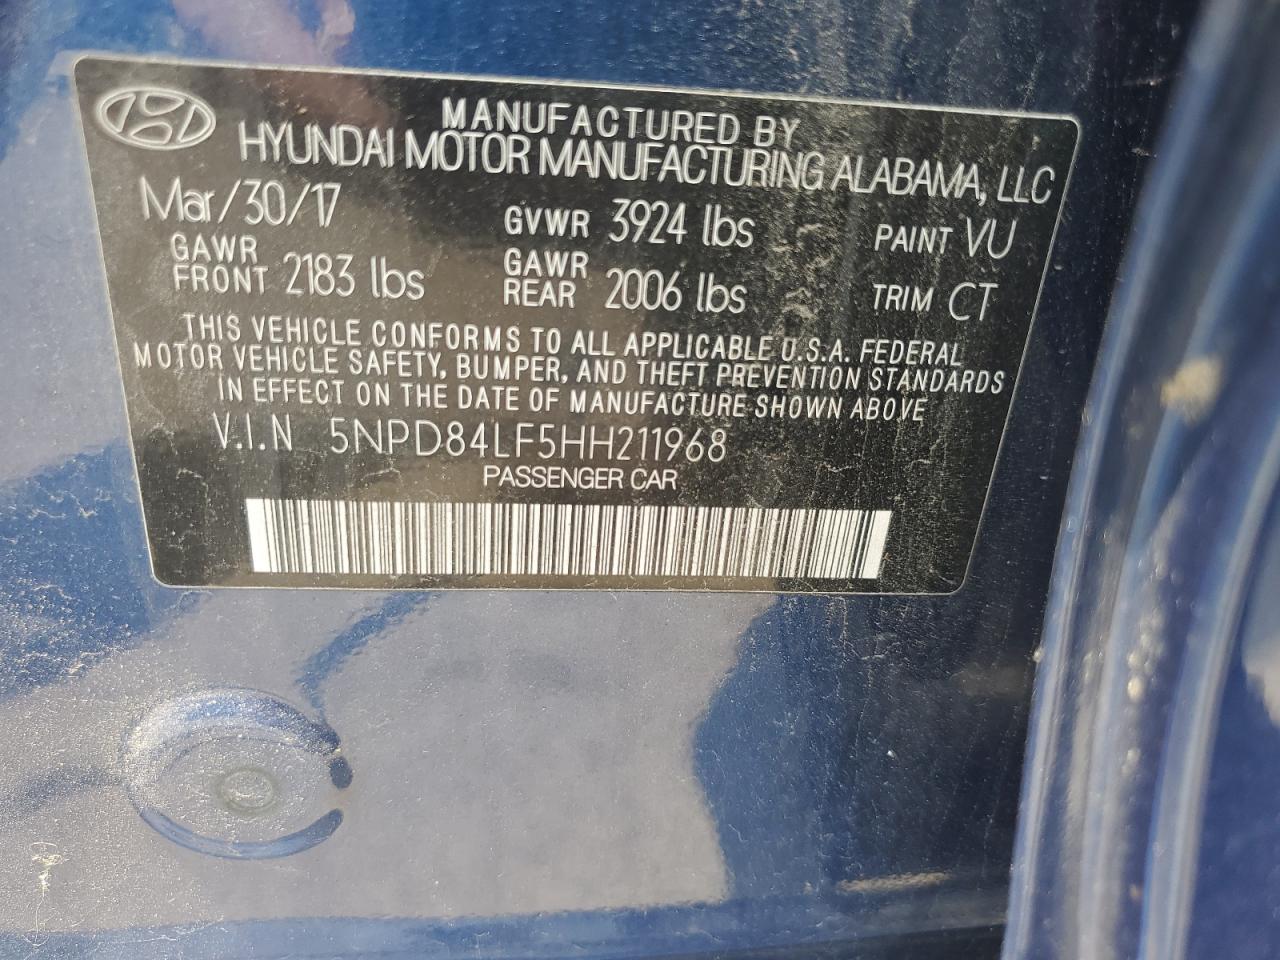 MANUFACTURED BY
HYUNDAI MOTOR MANUFACTURING ALABAMA, LLC
Mar/30/17 GVWR 3924 lbs PAINT VU
GAWR FRONT 2183 lbs GAWR REAR 2006 lbs TRIM CT
THIS VEHICLE CONFORMS TO ALL APPLICABLE U.S.A. FEDERAL
MOTOR VEHICLE SAFETY, BUMPER, AND THEFT PREVENTION STANDARDS
IN EFFECT ON THE DATE OF MANUFACTURE SHOWN ABOVE
V.I.N 5NPD84LF5HH211968
PASSENGER CAR